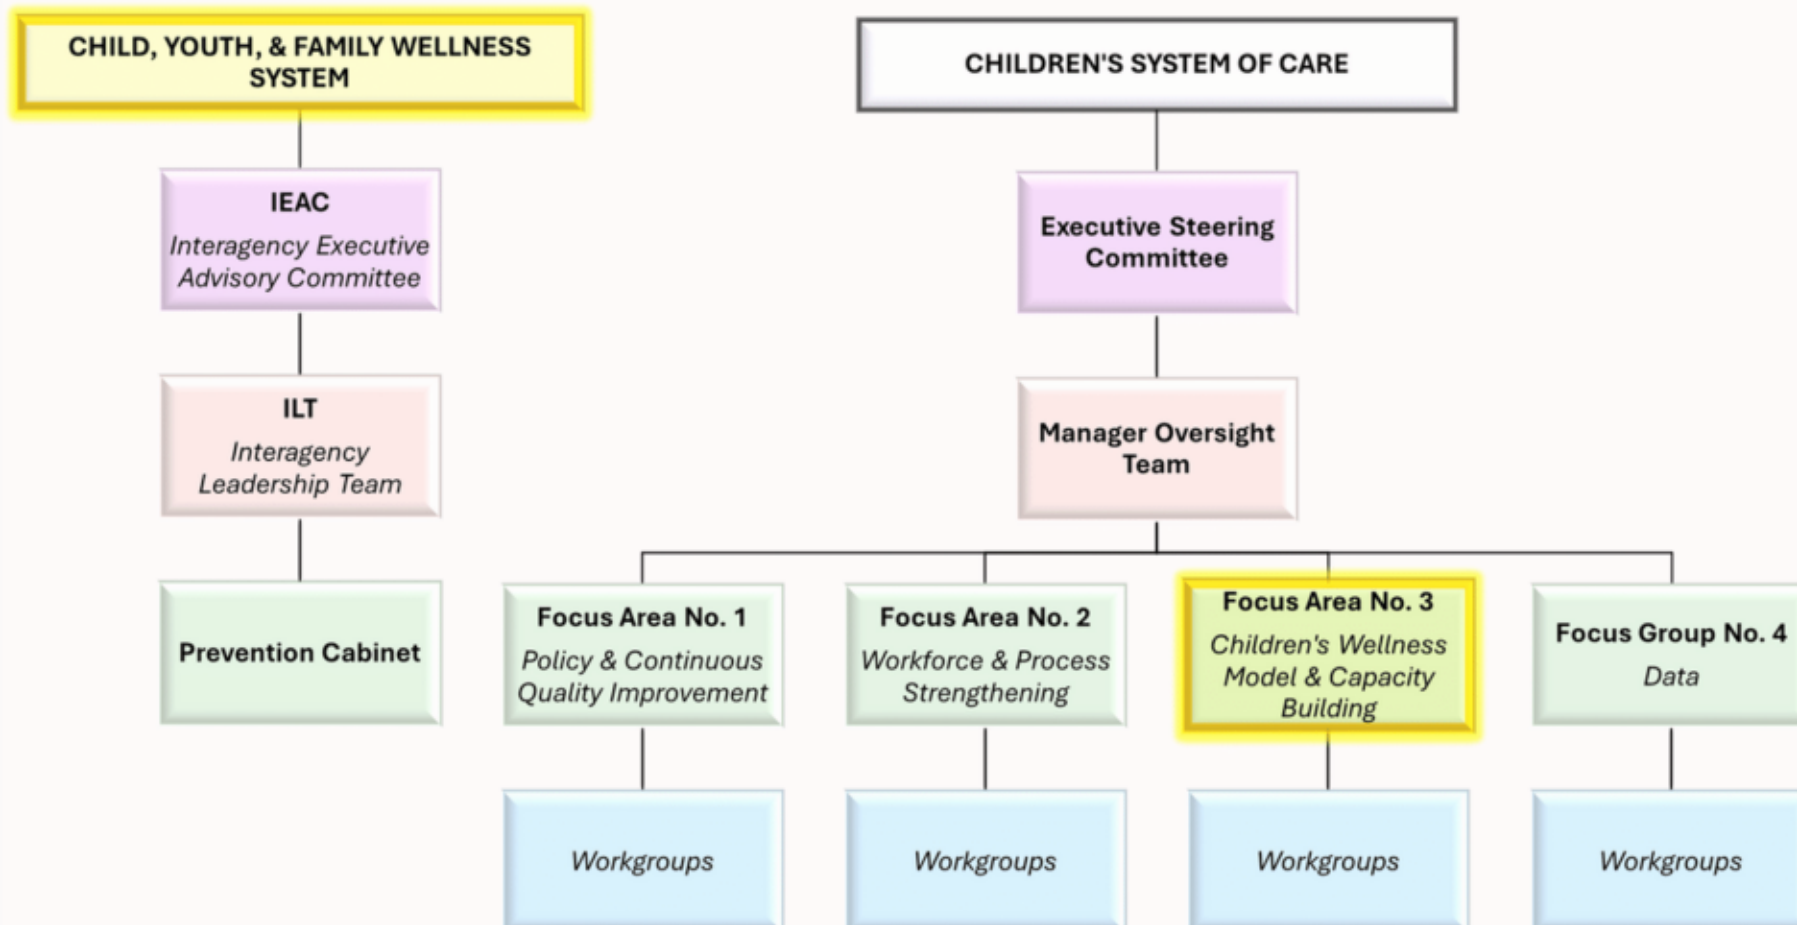 CHILD, YOUTH, & FAMILY WELLNESS
SYSTEM
IEAC
Interagency Executive
Advisory Committee
ILT
Interagency
Leadership Team
Prevention Cabinet
CHILDREN'S SYSTEM OF CARE
Executive Steering
Committee
Manager Oversight
Team
Focus Area No. 1
Policy & Continuous
Quality Improvement
Workgroups
Focus Area No. 2
Workforce & Process
Strengthening
Workgroups
Focus Area No. 3
Children's Wellness
Model & Capacity
Building
Workgroups
Focus Group No. 4
Data
Workgroups